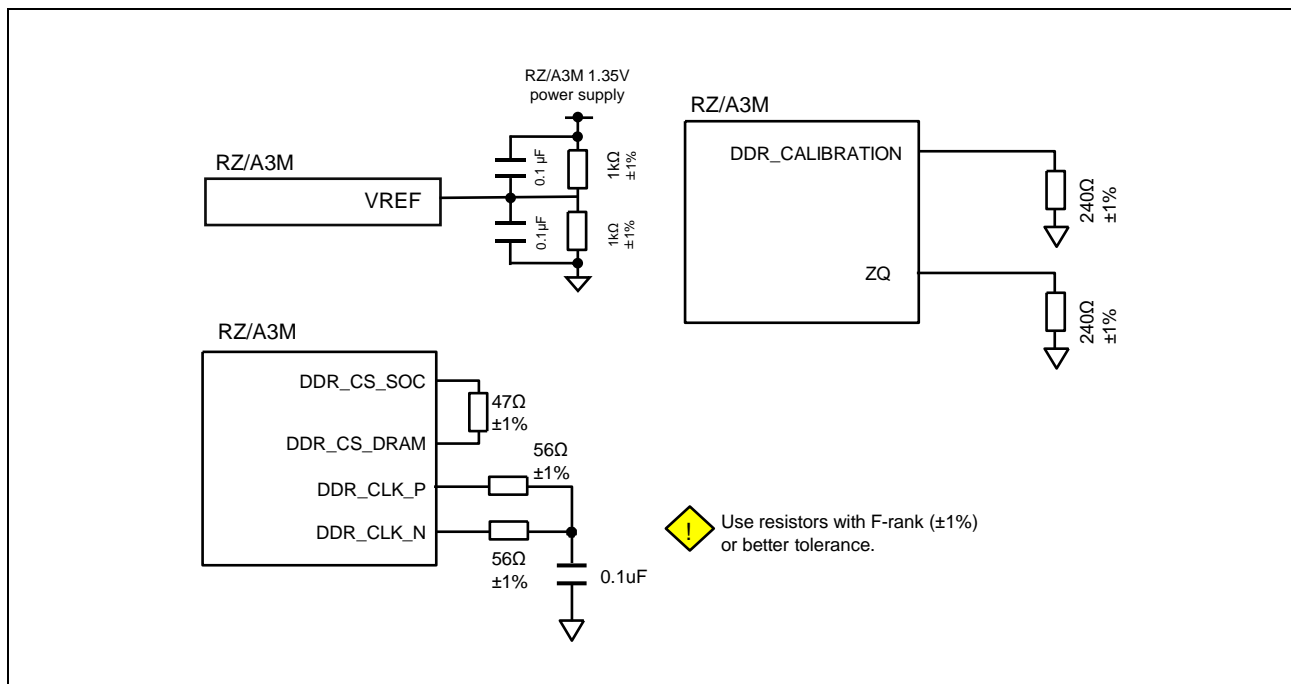 RZ/A3M 1.35V
power supply
RZ/A3M
VREF
0.1 µF
1kΩ
±1%
0.1µF
1kΩ
±1%
RZ/A3M
DDR_CALIBRATION
240Ω
±1%
ZQ
240Ω
±1%
RZ/A3M
DDR_CS_SOC
47Ω
±1%
DDR_CS_DRAM
56Ω
±1%
DDR_CLK_P
DDR_CLK_N
56Ω
±1%
0.1uF
!
Use resistors with F-rank (±1%)
or better tolerance.